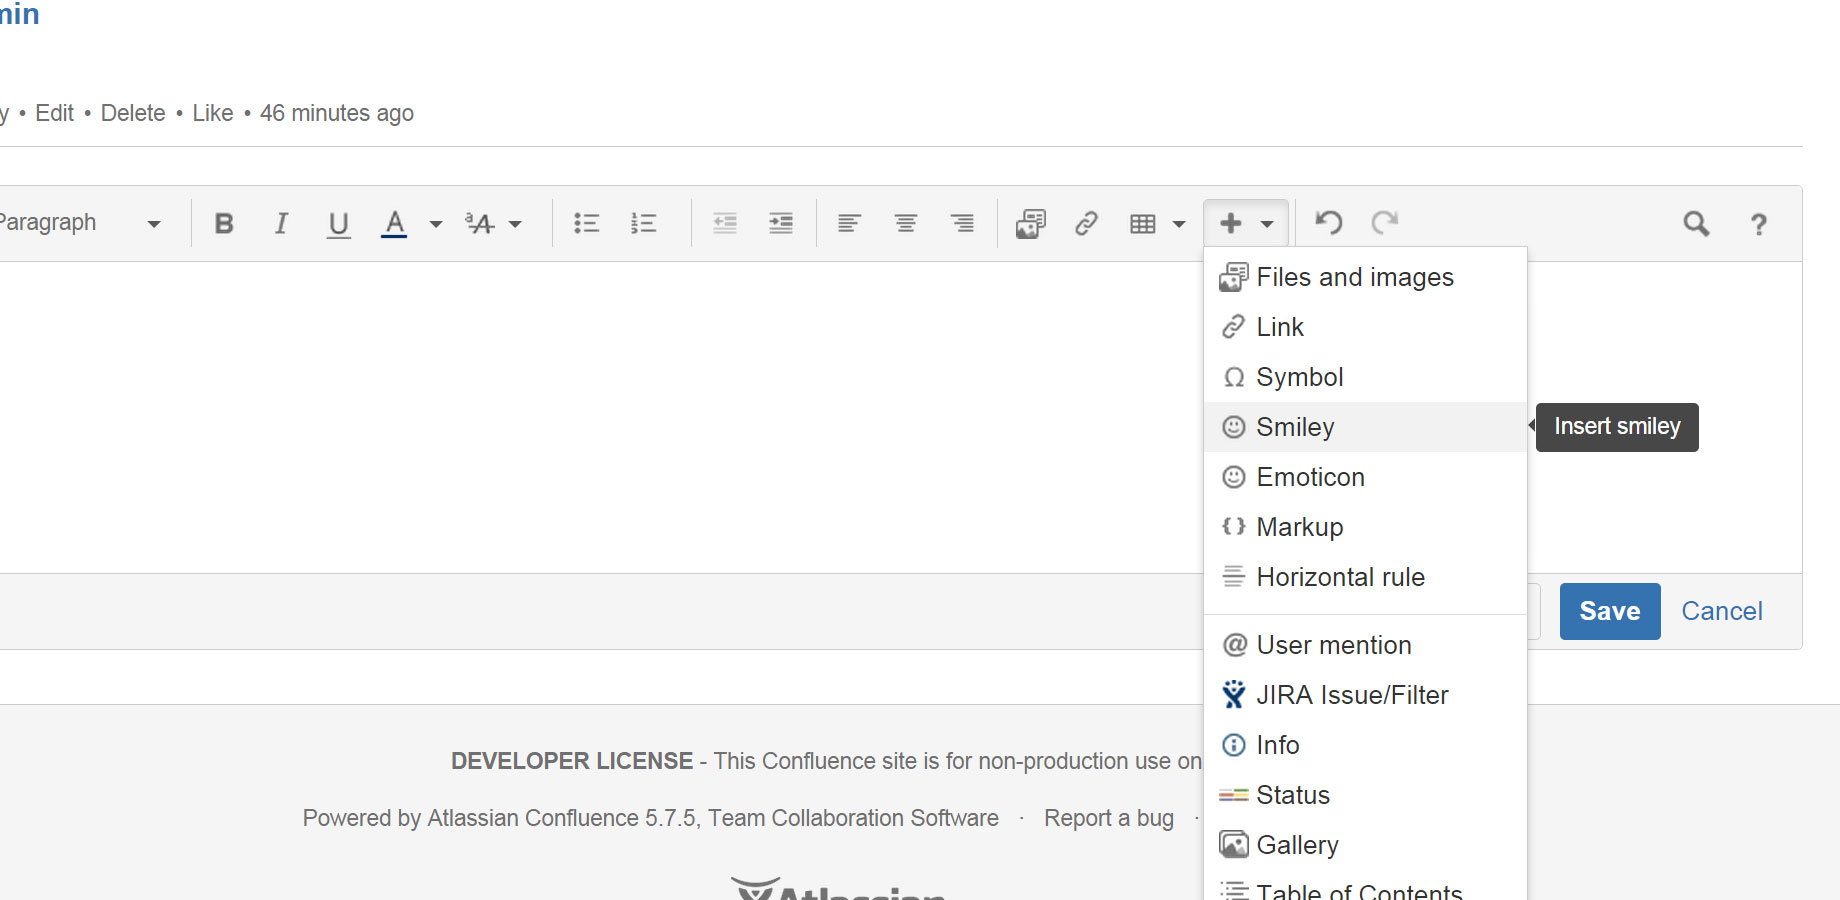 min
y • Edit • Delete • Like • 46 minutes ago
Paragraph B I U A ᵃA ?
Files and images
Link
Symbol
Smiley
Insert smiley
Emoticon
Markup
Horizontal rule
Save Cancel
User mention
JIRA Issue/Filter
Info
Status
Gallery
Table of Contents
DEVELOPER LICENSE - This Confluence site is for non-production use on
Powered by Atlassian Confluence 5.7.5, Team Collaboration Software · Report a bug ·
Atlassian